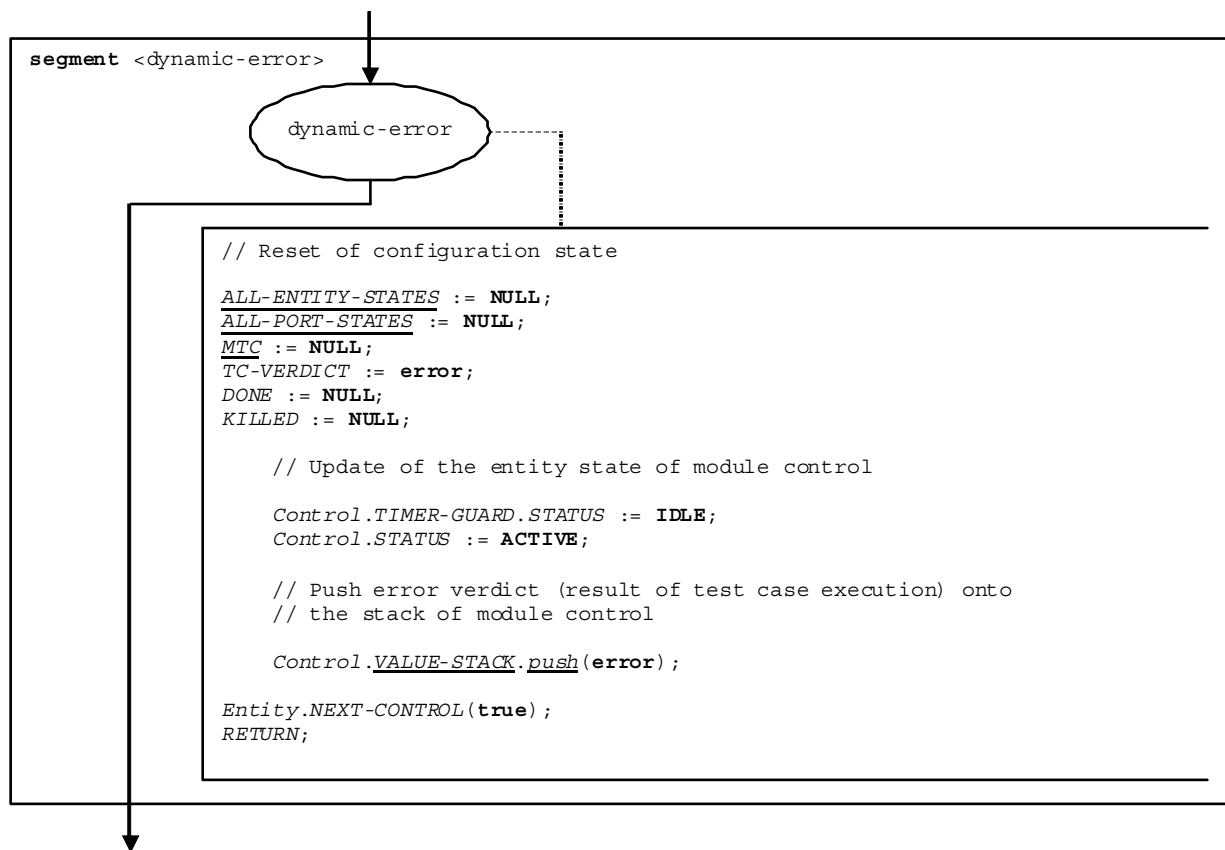 segment <dynamic-error>
dynamic-error
// Reset of configuration state
ALL-ENTITY-STATES := NULL;
ALL-PORT-STATES := NULL;
MTC := NULL;
TC-VERDICT := error;
DONE := NULL;
KILLED := NULL;
// Update of the entity state of module control
Control.TIMER-GUARD.STATUS := IDLE;
Control.STATUS := ACTIVE;
// Push error verdict (result of test case execution) onto
// the stack of module control
Control.VALUE-STACK.push(error);
Entity.NEXT-CONTROL(true);
RETURN;